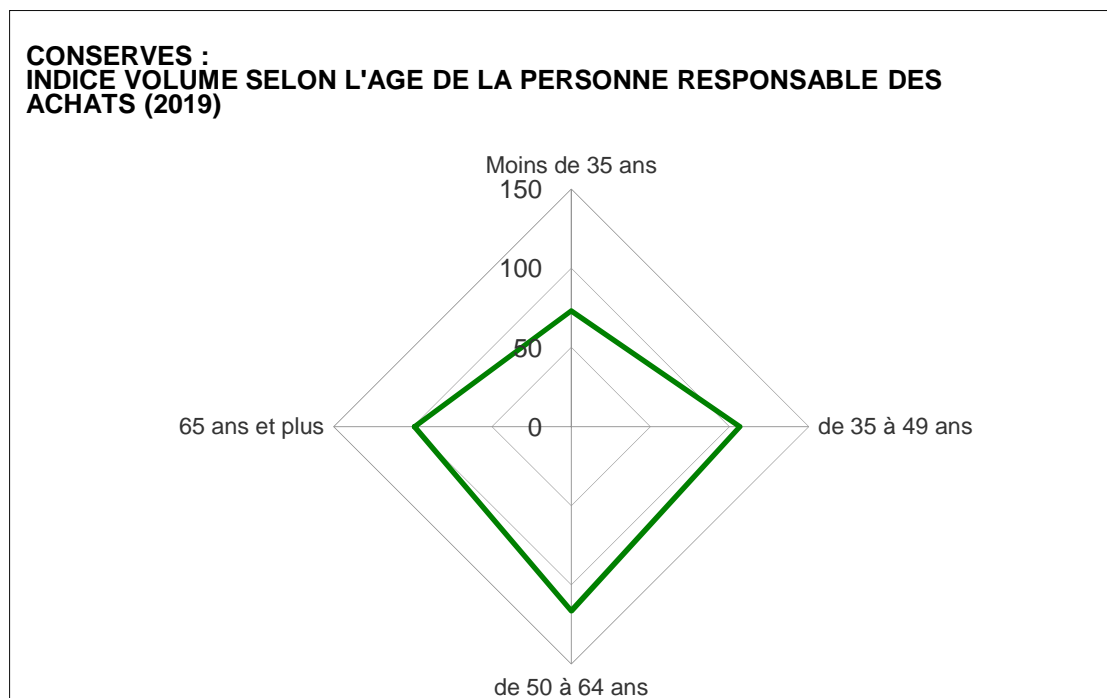 CONSERVES :
INDICE VOLUME SELON L'AGE DE LA PERSONNE RESPONSABLE DES
ACHATS (2019)
Moins de 35 ans
150
100
50
0
65 ans et plus
de 35 à 49 ans
de 50 à 64 ans